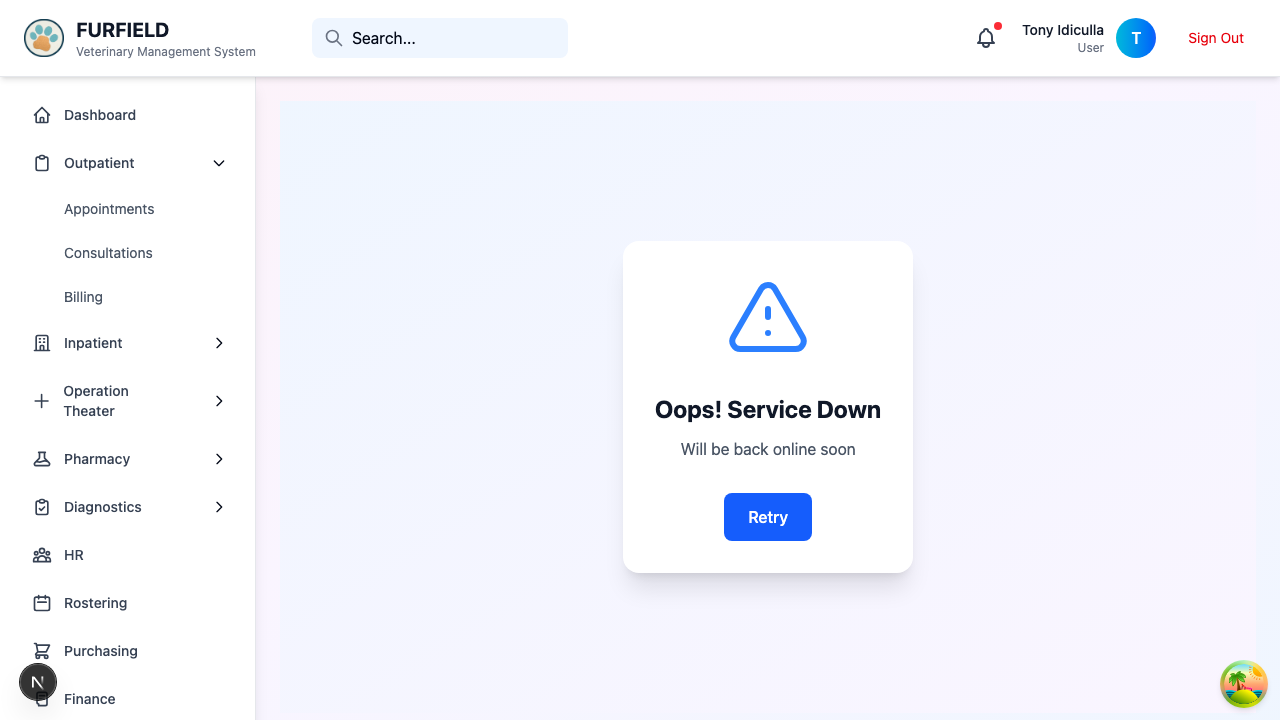 FURFIELD
Veterinary Management System
Search...
Tony Idiculla
User
T
Sign Out
Dashboard
Outpatient
Appointments
Consultations
Billing
Inpatient
Operation
Theater
Pharmacy
Diagnostics
HR
Rostering
Purchasing
Finance
N
Oops! Service Down
Will be back online soon
Retry